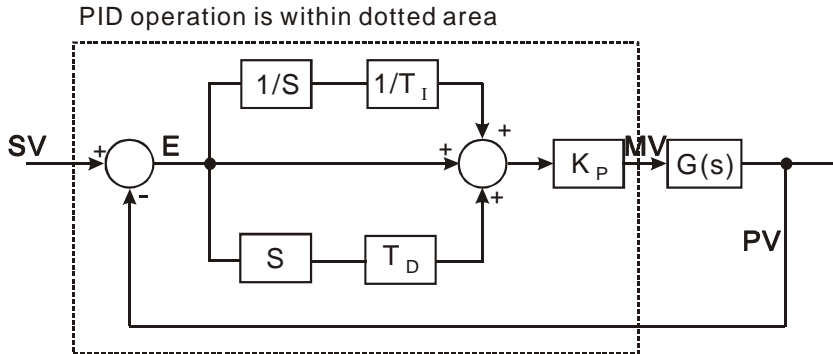 PID operation is within dotted area
1/S
1/T I
+
SV
+
E
+
K P
MV
G(s)
-
+
PV
S
T D